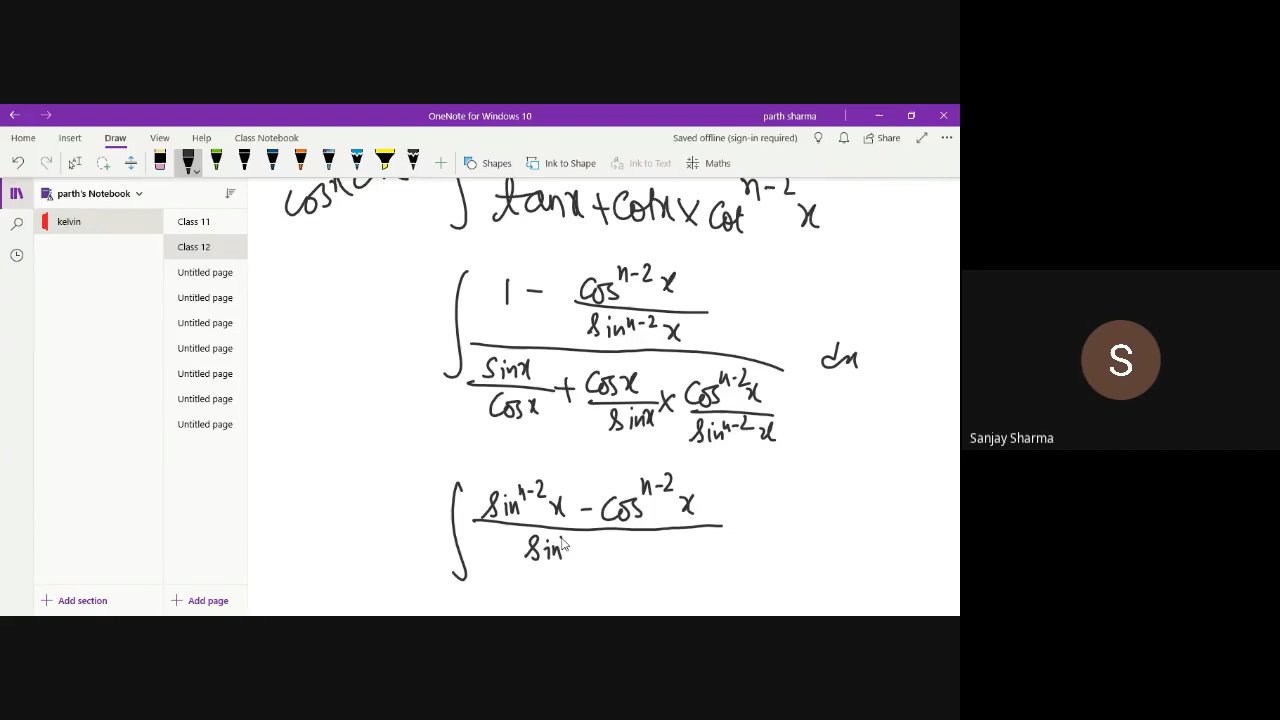 OneNote for Windows 10
parth sharma
Home Insert Draw View Help Class Notebook
Saved offline (sign-in required) Share
Shapes Ink to Shape Ink to Text Maths
parth's Notebook
kelvin
Class 11
Class 12
Untitled page
Untitled page
Untitled page
Untitled page
Untitled page
Untitled page
Untitled page
Add section
Add page
∫ tanx + cotx × cot^{n-2} x
∫ 1 - cos^{n-2} x
sin^{n-2} x
dx
sinx + cosx × cos^{n-2} x
cosx sinx sin^{n-2} x
∫ sin^{n-2} x - cos^{n-2} x
sin
S
Sanjay Sharma